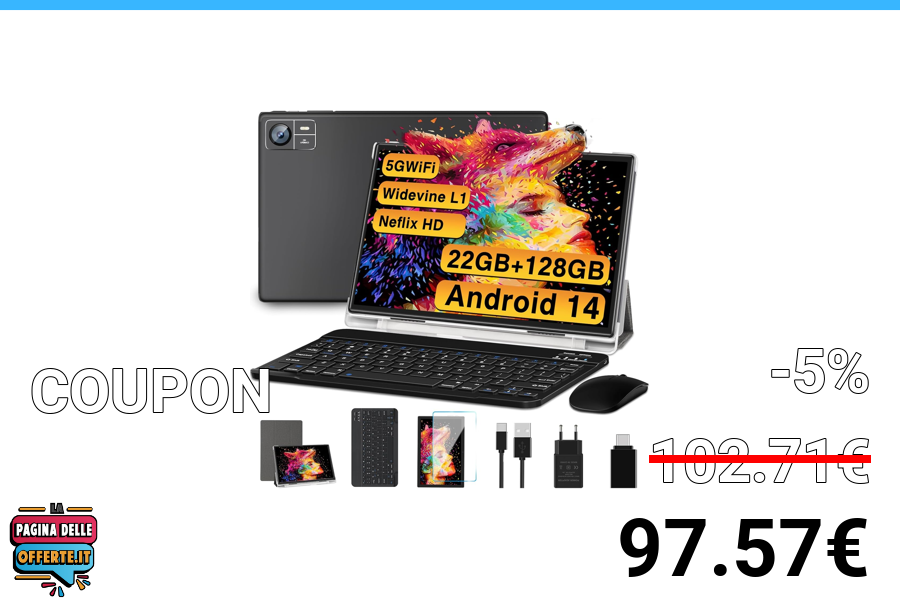 5GWiFi
Widevine L1
Neflix HD
22GB+128GB
Android 14
COUPON
-5%
102.71€
97.57€
LA
PAGINA DELLE
OFFERTE.IT